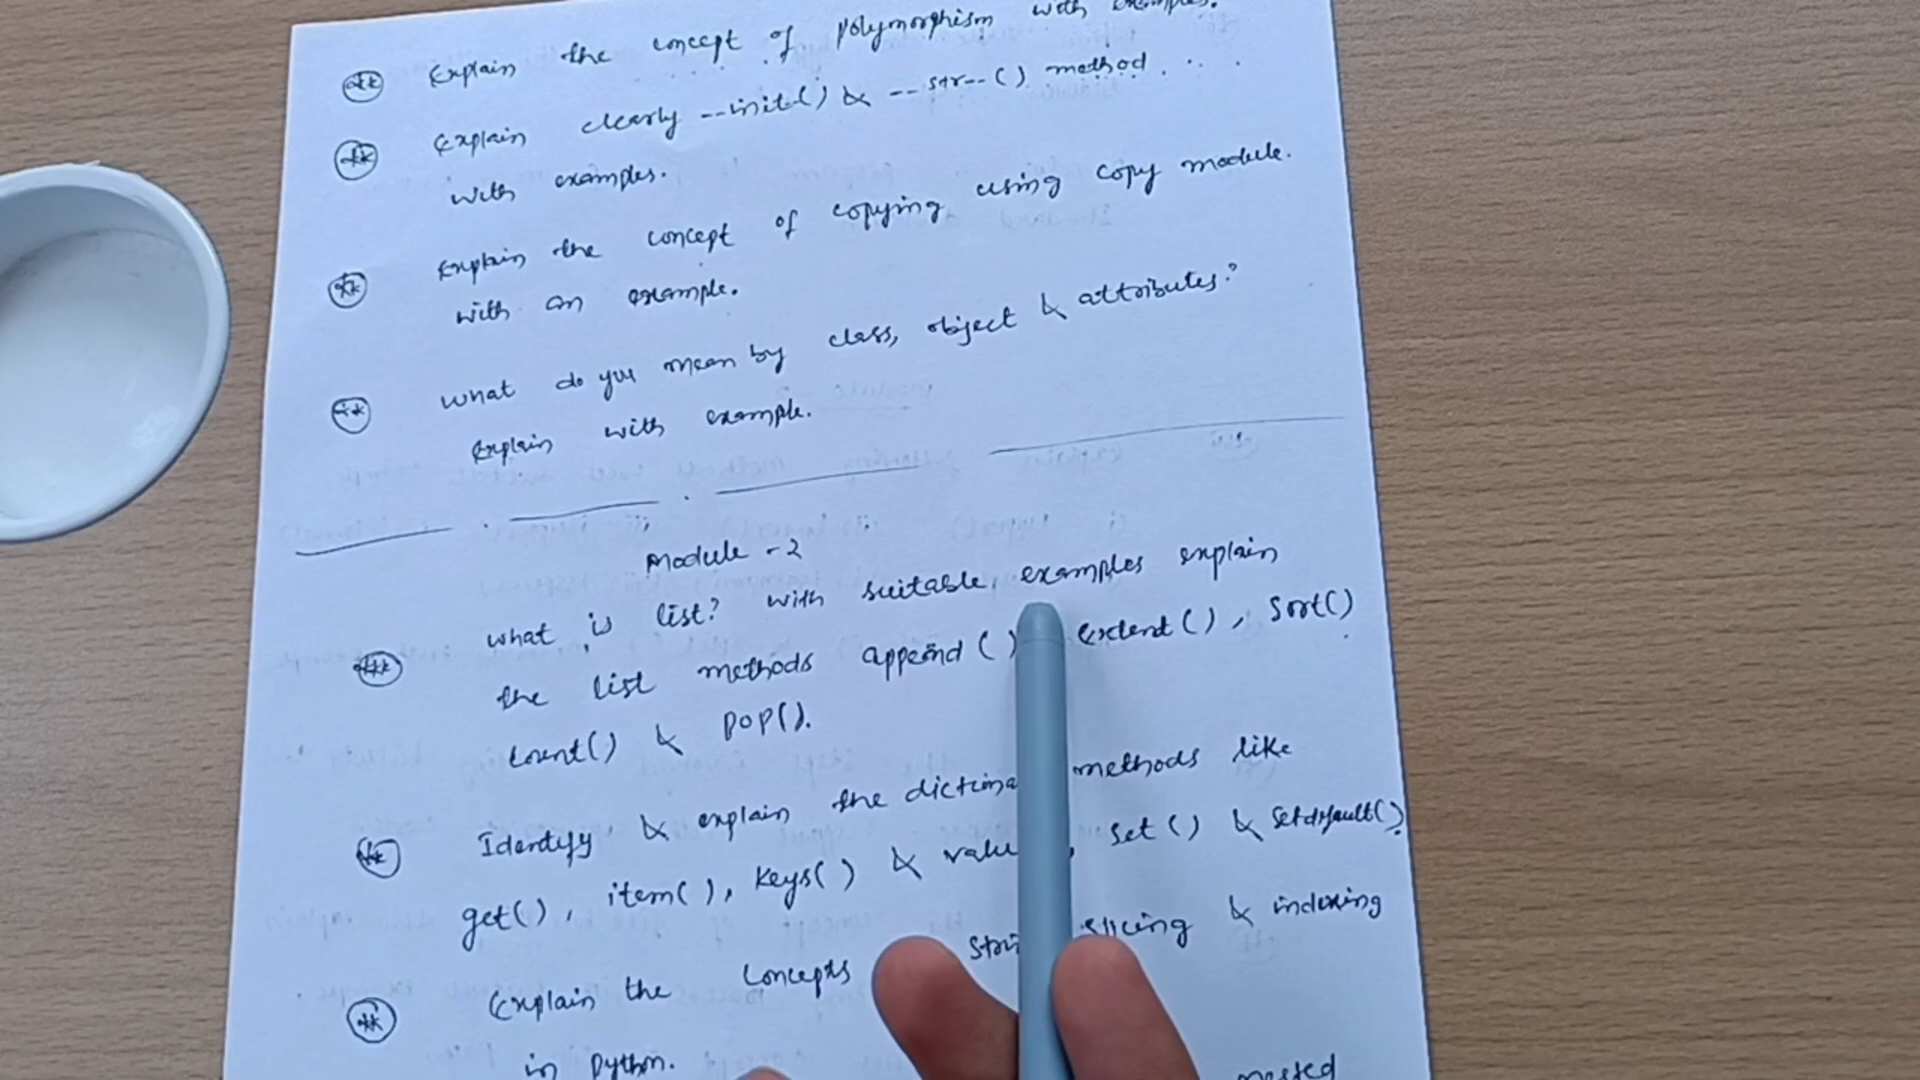 ** Explain the concept of polymorphism with examples.
** Explain clearly --init() & --str--() method
with examples.
** Explain the concept of copying using copy module.
with an example.
** What do you mean by class, object & attributes?
Explain with example.
Module - 2
*** What is list? With suitable examples explain
the list methods append() extend(), sort()
count() & pop().
** Identify & explain the methods like
get(), item(), keys() & set() & setdefault()
** Explain the concepts slicing & indexing
in Python.
nested